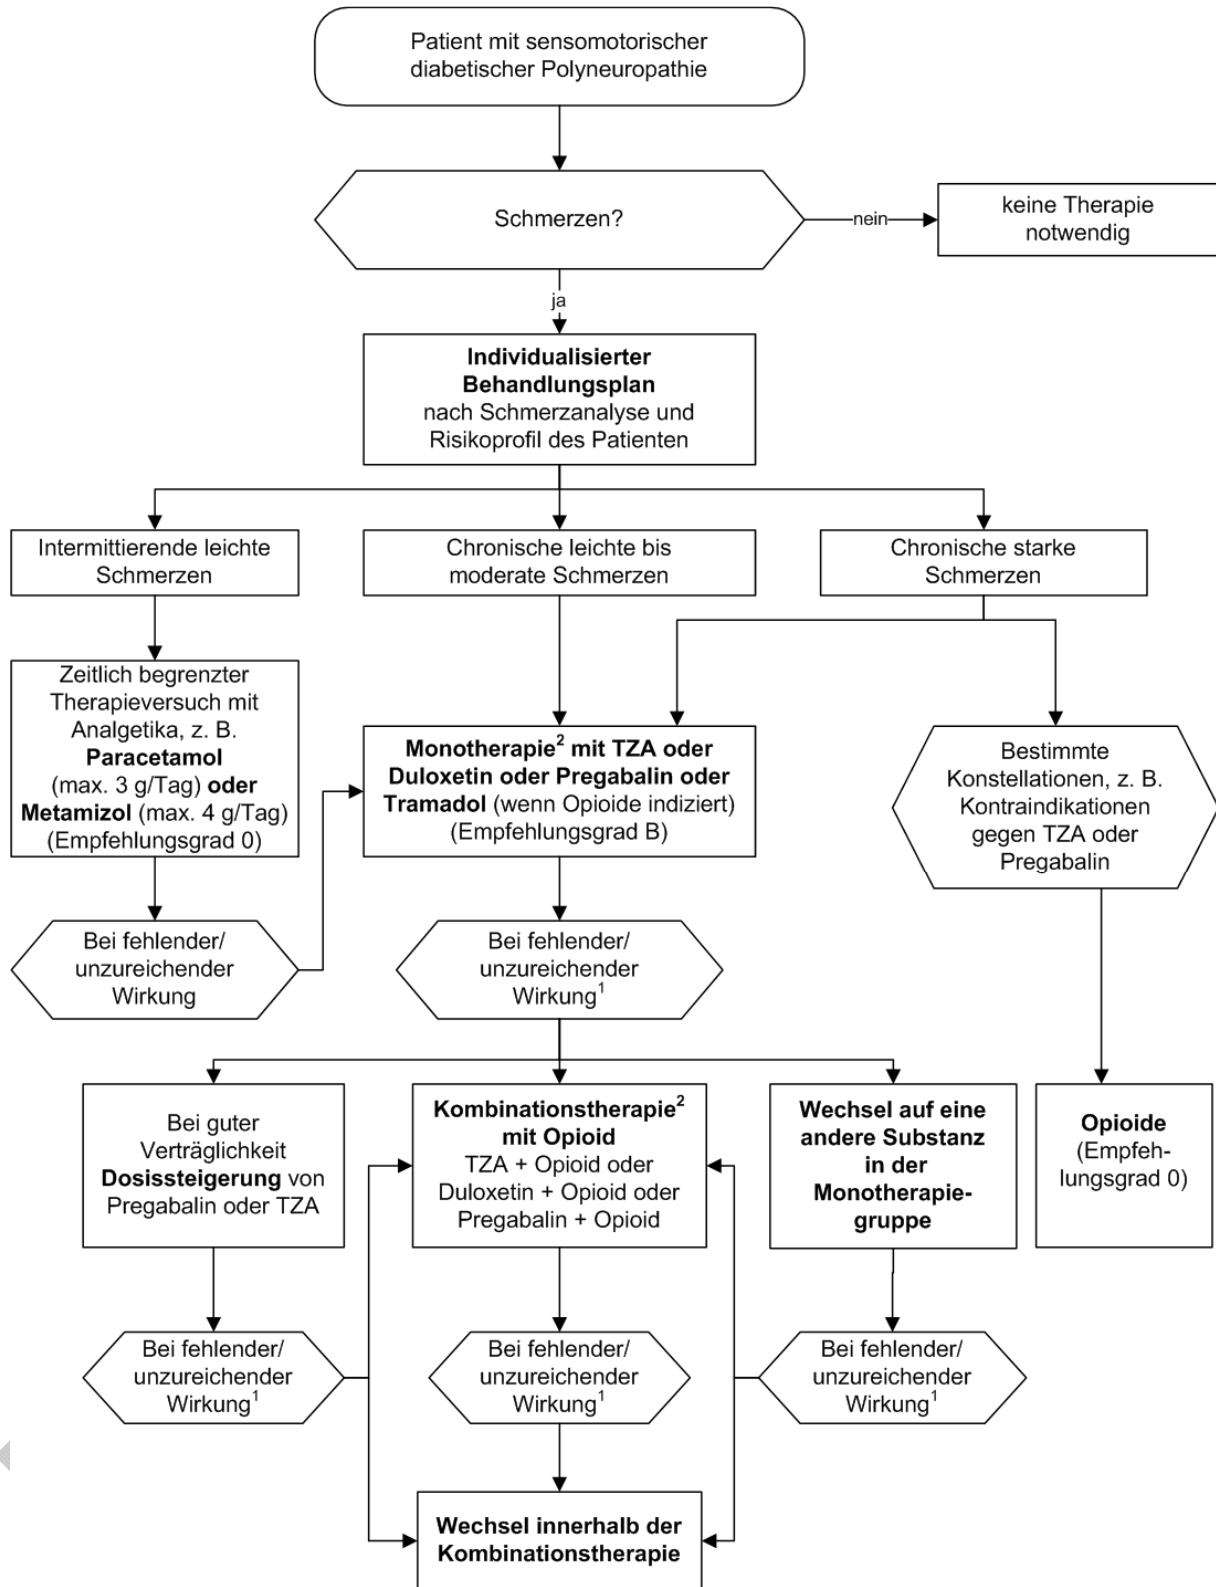 Patient mit sensomotorischer
diabetischer Polyneuropathie
Schmerzen?
nein
keine Therapie
notwendig
ja
Individualisierter
Behandlungsplan
nach Schmerzanalyse und
Risikoprofil des Patienten
Intermittierende leichte
Schmerzen
Chronische leichte bis
moderate Schmerzen
Chronische starke
Schmerzen
Zeitlich begrenzter
Therapieversuch mit
Analgetika, z. B.
Paracetamol
(max. 3 g/Tag) oder
Metamizol (max. 4 g/Tag)
(Empfehlungsgrad 0)
Monotherapie² mit TZA oder
Duloxetin oder Pregabalin oder
Tramadol (wenn Opioide indiziert)
(Empfehlungsgrad B)
Bestimmte
Konstellationen, z. B.
Kontraindikationen
gegen TZA oder
Pregabalin
Bei fehlender/
unzureichender
Wirkung
Bei fehlender/
unzureichender
Wirkung¹
Bei guter
Verträglichkeit
Dosissteigerung von
Pregabalin oder TZA
Kombinationstherapie²
mit Opioid
TZA + Opioid oder
Duloxetin + Opioid oder
Pregabalin + Opioid
Wechsel auf eine
andere Substanz
in der
Monotherapie-
gruppe
Opioide
(Empfeh-
lungsgrad 0)
Bei fehlender/
unzureichender
Wirkung¹
Bei fehlender/
unzureichender
Wirkung¹
Bei fehlender/
unzureichender
Wirkung¹
Wechsel innerhalb der
Kombinationstherapie